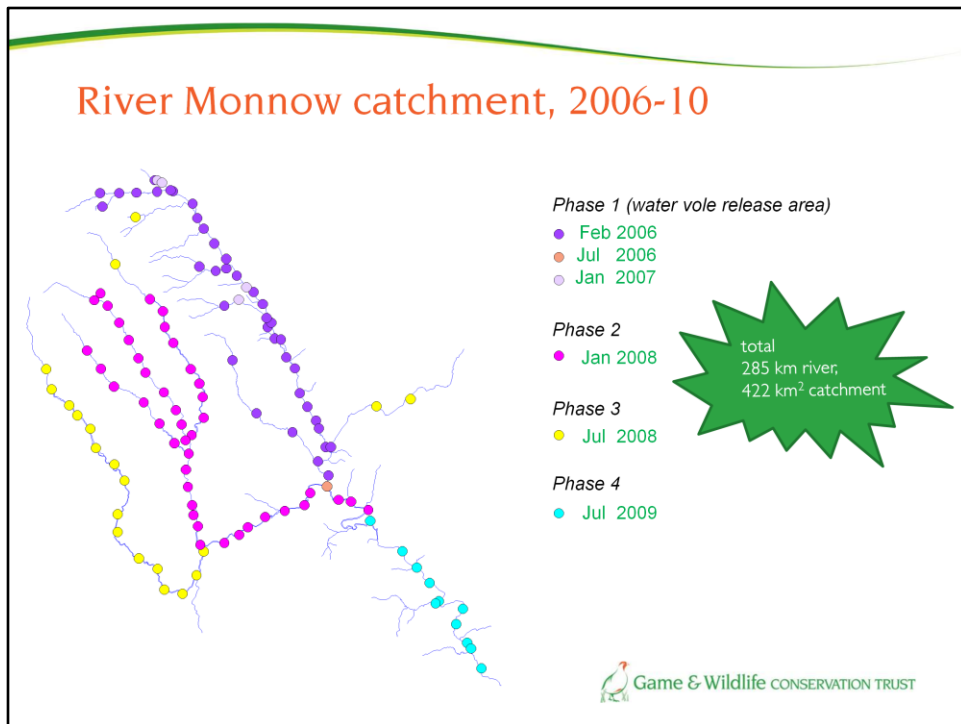 River Monnow catchment, 2006-10
Phase 1 (water vole release area)
Feb 2006
Jul 2006
Jan 2007
Phase 2
Jan 2008
Phase 3
Jul 2008
Phase 4
Jul 2009
total
285 km river,
422 km² catchment
Game & Wildlife CONSERVATION TRUST